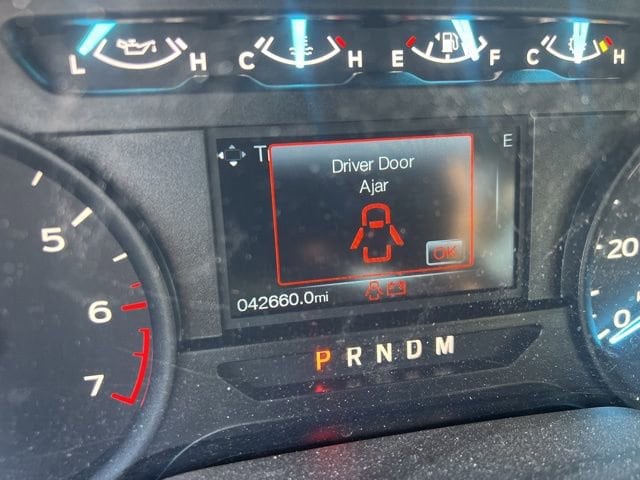 L H C H E F C H
T E
Driver Door
Ajar
OK
042660.0mi
5
6
7
20
0
P R N D M